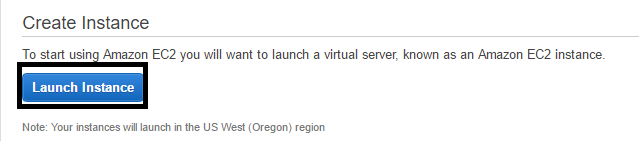 Create Instance
To start using Amazon EC2 you will want to launch a virtual server, known as an Amazon EC2 instance.
Launch Instance
Note: Your instances will launch in the US West (Oregon) region